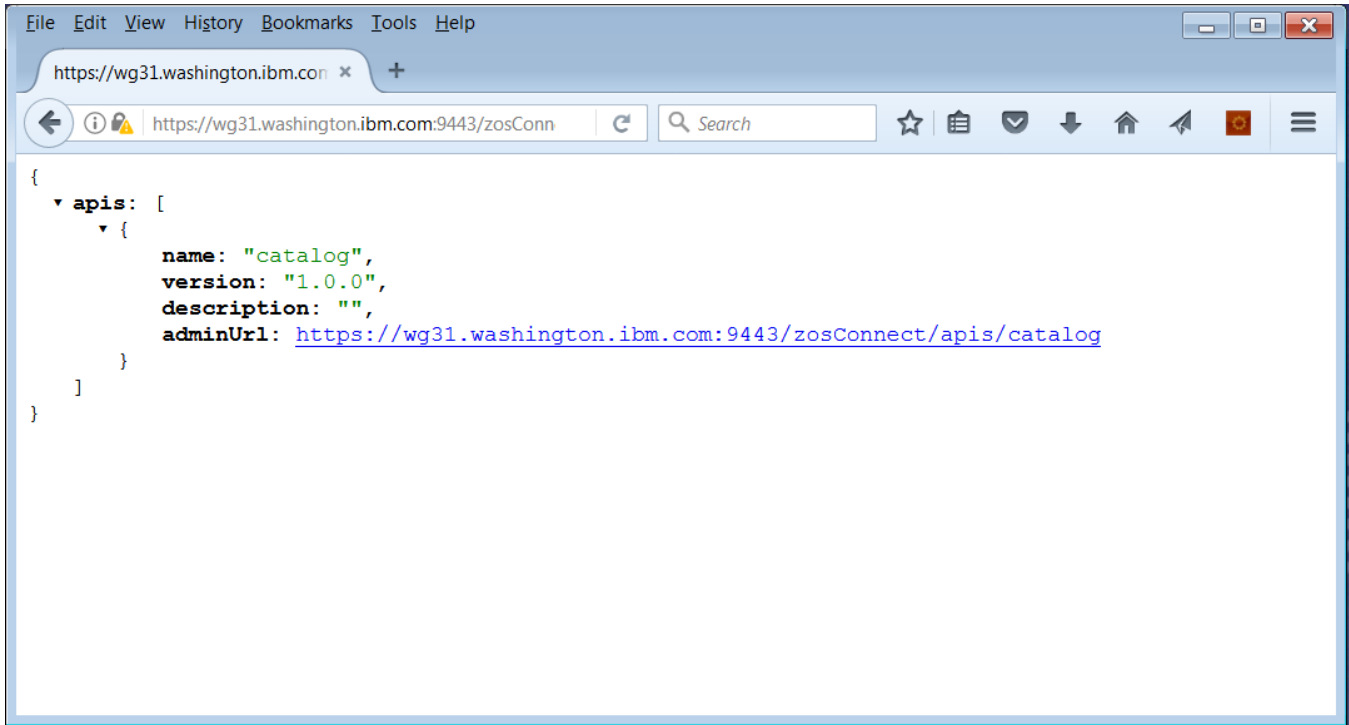 File Edit View History Bookmarks Tools Help
https://wg31.washington.ibm.con
https://wg31.washington.ibm.com:9443/zosConn
Search
{
apis: [
{
name: "catalog",
version: "1.0.0",
description: "",
adminUrl: https://wg31.washington.ibm.com:9443/zosConnect/apis/catalog
}
]
}